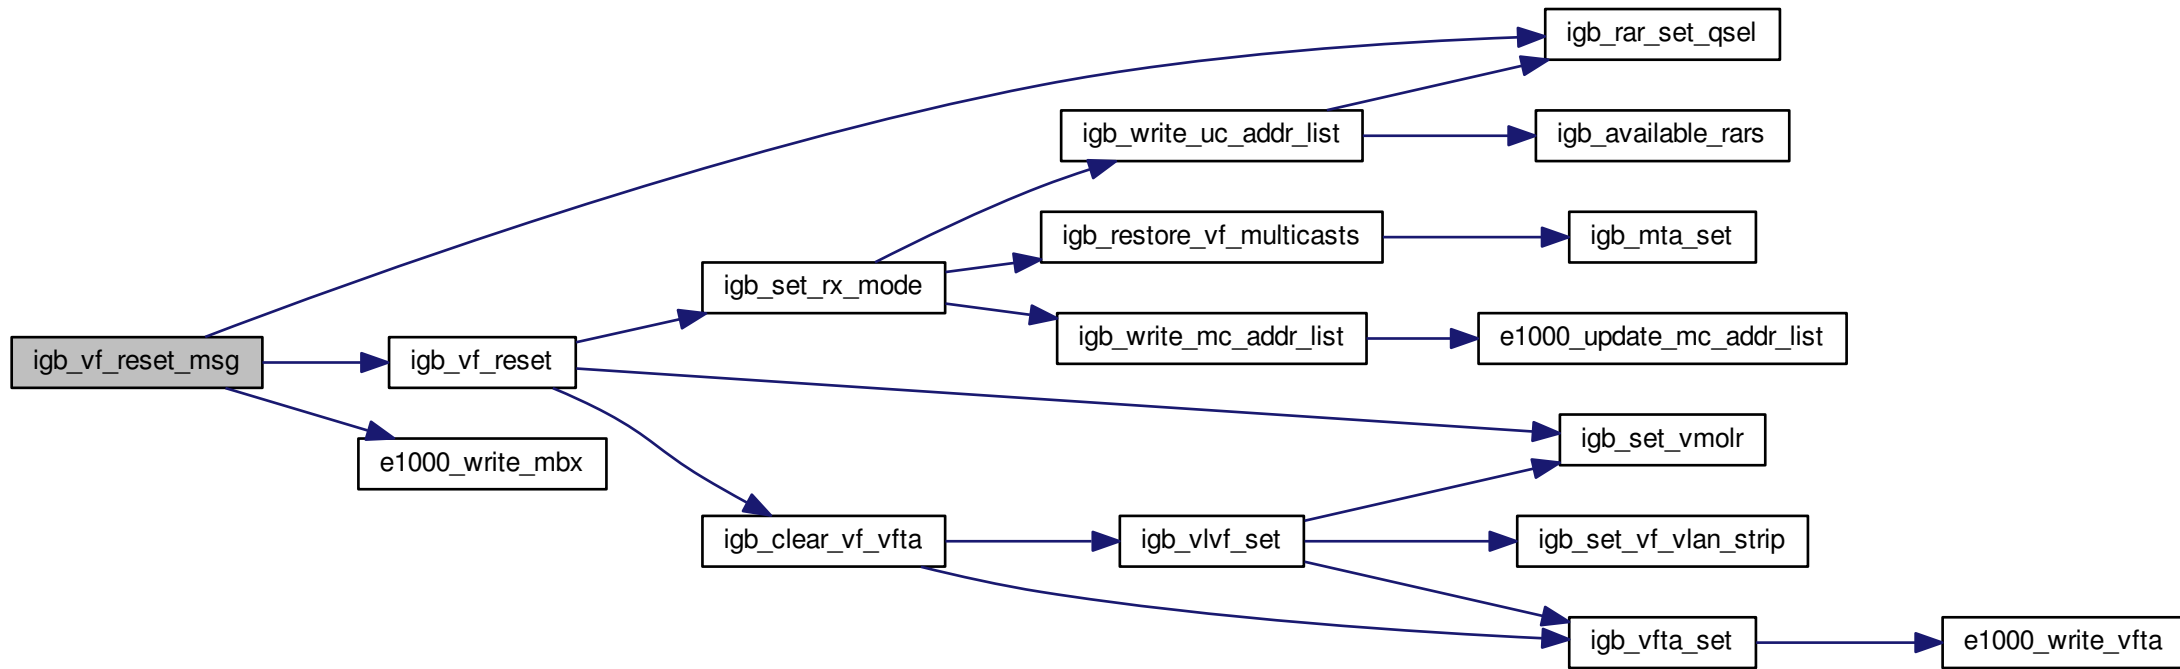 igb_rar_set_qsel
igb_write_uc_addr_list
igb_available_rars
igb_restore_vf_multicasts
igb_mta_set
igb_set_rx_mode
igb_write_mc_addr_list
e1000_update_mc_addr_list
igb_vf_reset_msg
igb_vf_reset
igb_set_vmolr
e1000_write_mbx
igb_clear_vf_vfta
igb_vlvf_set
igb_set_vf_vlan_strip
igb_vfta_set
e1000_write_vfta